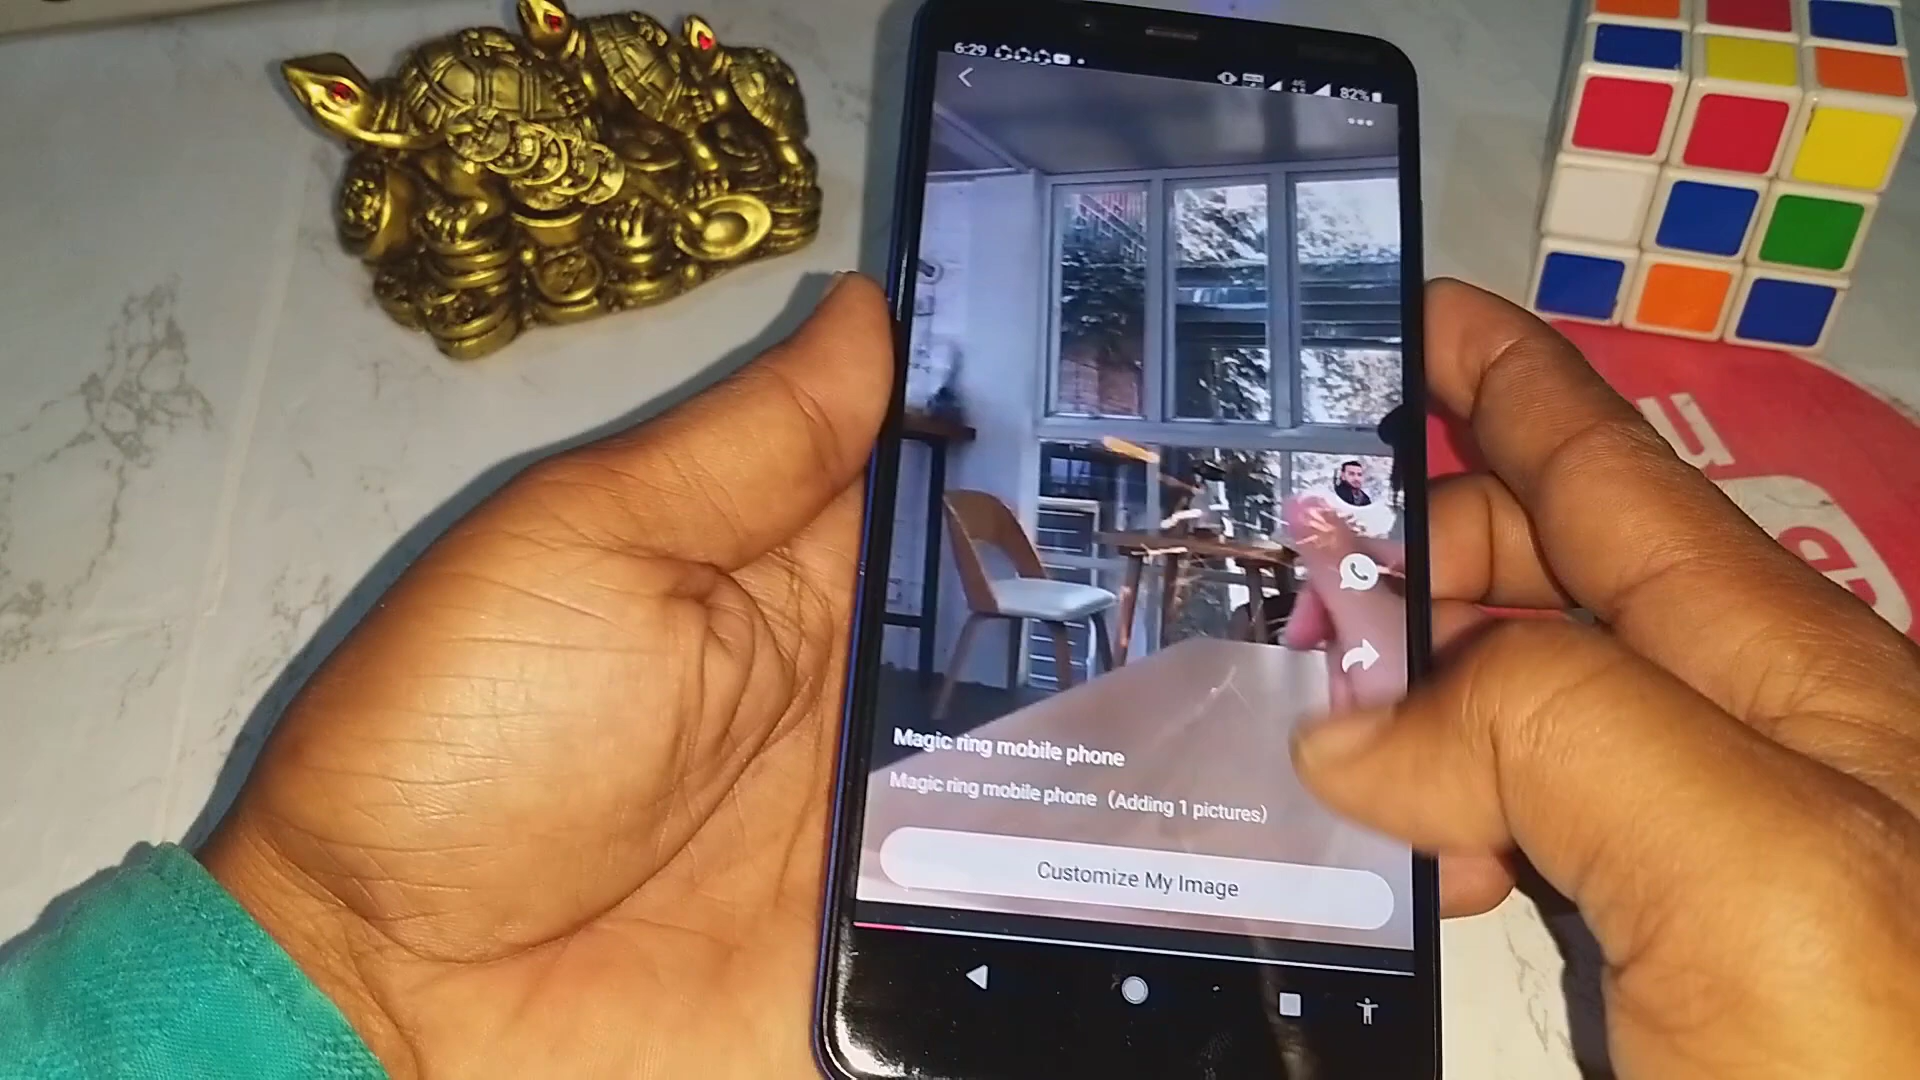 6:29
82%
Magic ring mobile phone
Magic ring mobile phone (Adding 1 pictures)
Customize My Image